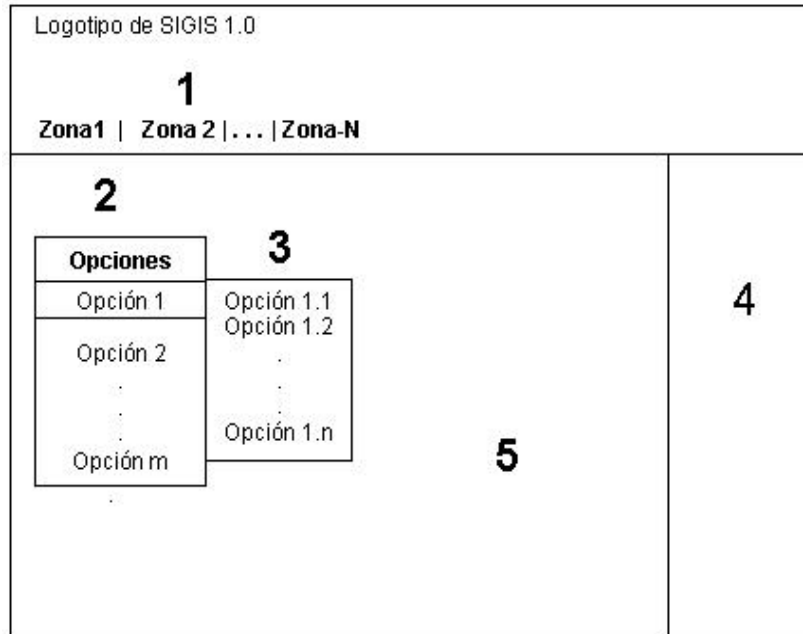 Logotipo de SIGIS 1.0
1
Zona1 | Zona 2 | . . . | Zona-N
2
3
Opciones
Opción 1
Opción 2
.
.
.
Opción m
.
Opción 1.1
Opción 1.2
.
.
.
Opción 1.n
4
5